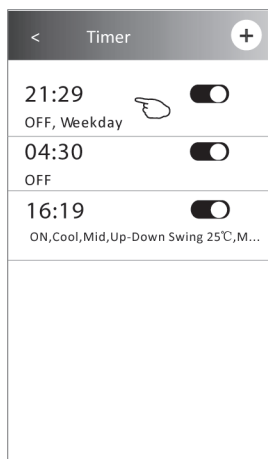 < Timer +
21:29
OFF, Weekday
04:30
OFF
16:19
ON,Cool,Mid,Up-Down Swing 25℃,M...